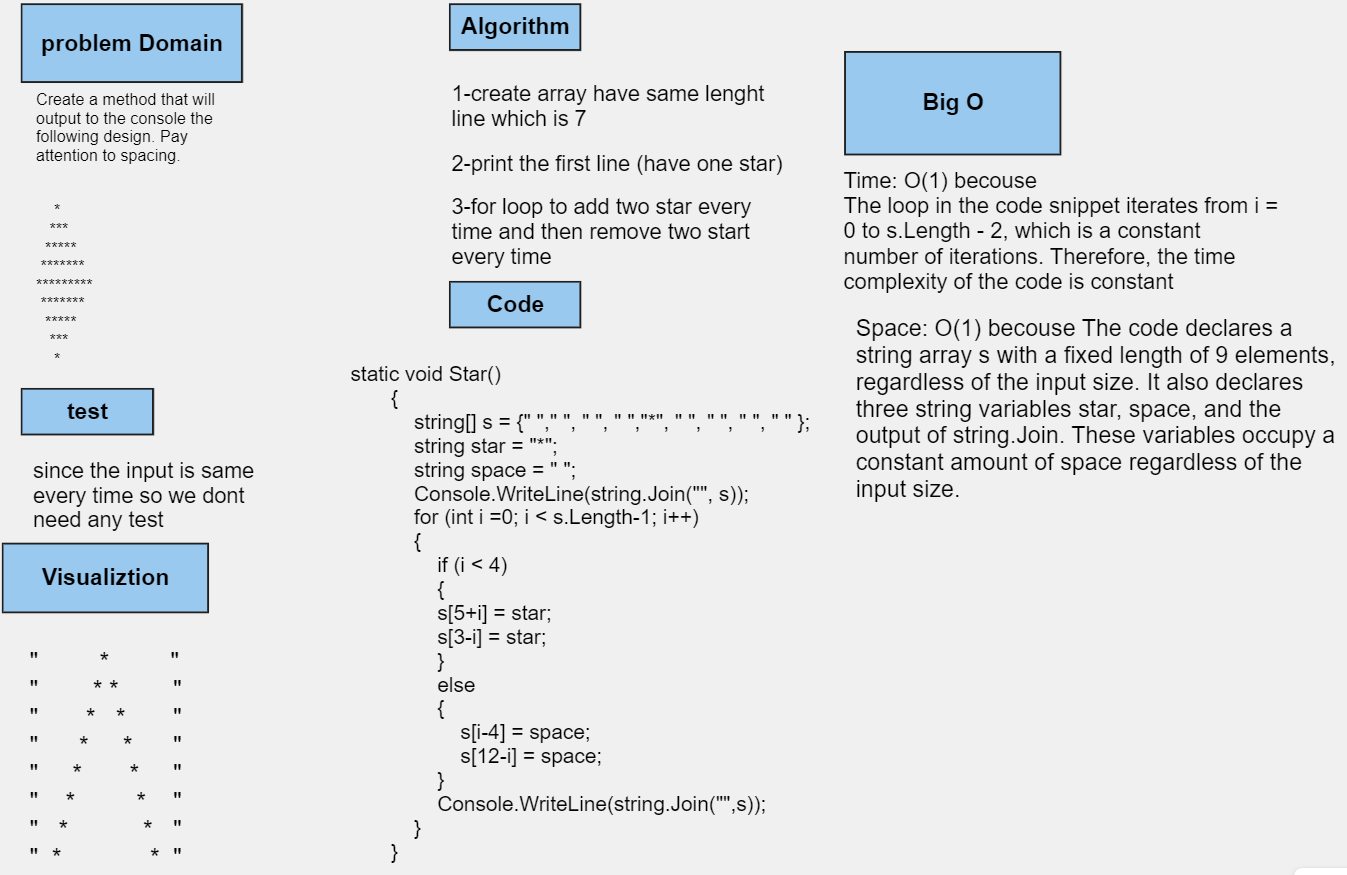 problem Domain
Create a method that will
output to the console the
following design. Pay
attention to spacing.
*
***
*****
*******
*********
*******
*****
***
*
test
since the input is same
every time so we dont
need any test
Visualiztion
" * "
" * * "
" * * "
" * * "
" * * "
" * * "
" * * "
" * * "
Algorithm
1-create array have same lenght
line which is 7
2-print the first line (have one star)
3-for loop to add two star every
time and then remove two start
every time
Code
static void Star()
{
string[] s = {" "," ", " ", " ","*", " ", " ", " ", " " };
string star = "*";
string space = " ";
Console.WriteLine(string.Join("", s));
for (int i =0; i < s.Length-1; i++)
{
if (i < 4)
{
s[5+i] = star;
s[3-i] = star;
}
else
{
s[i-4] = space;
s[12-i] = space;
}
Console.WriteLine(string.Join("",s));
}
}
Big O
Time: O(1) becouse
The loop in the code snippet iterates from i =
0 to s.Length - 2, which is a constant
number of iterations. Therefore, the time
complexity of the code is constant
Space: O(1) becouse The code declares a
string array s with a fixed length of 9 elements,
regardless of the input size. It also declares
three string variables star, space, and the
output of string.Join. These variables occupy a
constant amount of space regardless of the
input size.